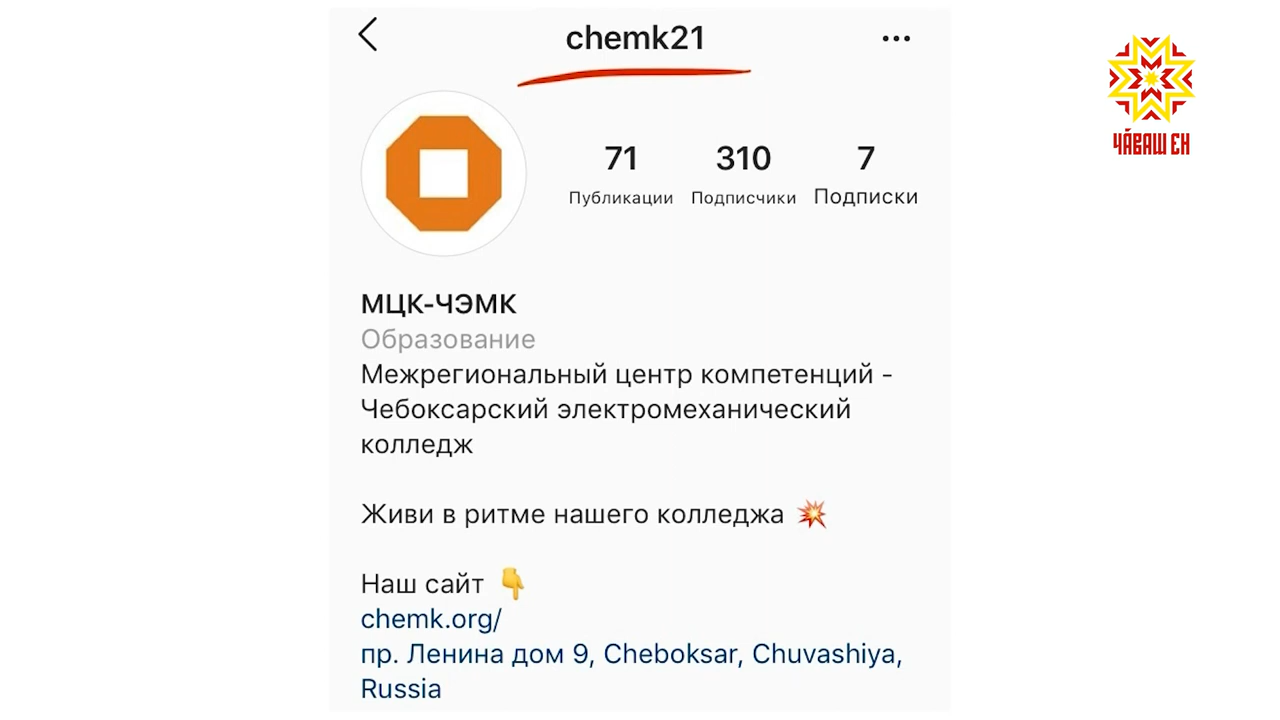 chemk21
71 310 7
Публикации Подписчики Подписки
МЦК-ЧЭМК
Образование
Межрегиональный центр компетенций -
Чебоксарский электромеханический
колледж
Живи в ритме нашего колледжа 💥
Наш сайт 👇
chemk.org/
пр. Ленина дом 9, Cheboksar, Chuvashiya,
Russia
ЧӐВАШ ЕН